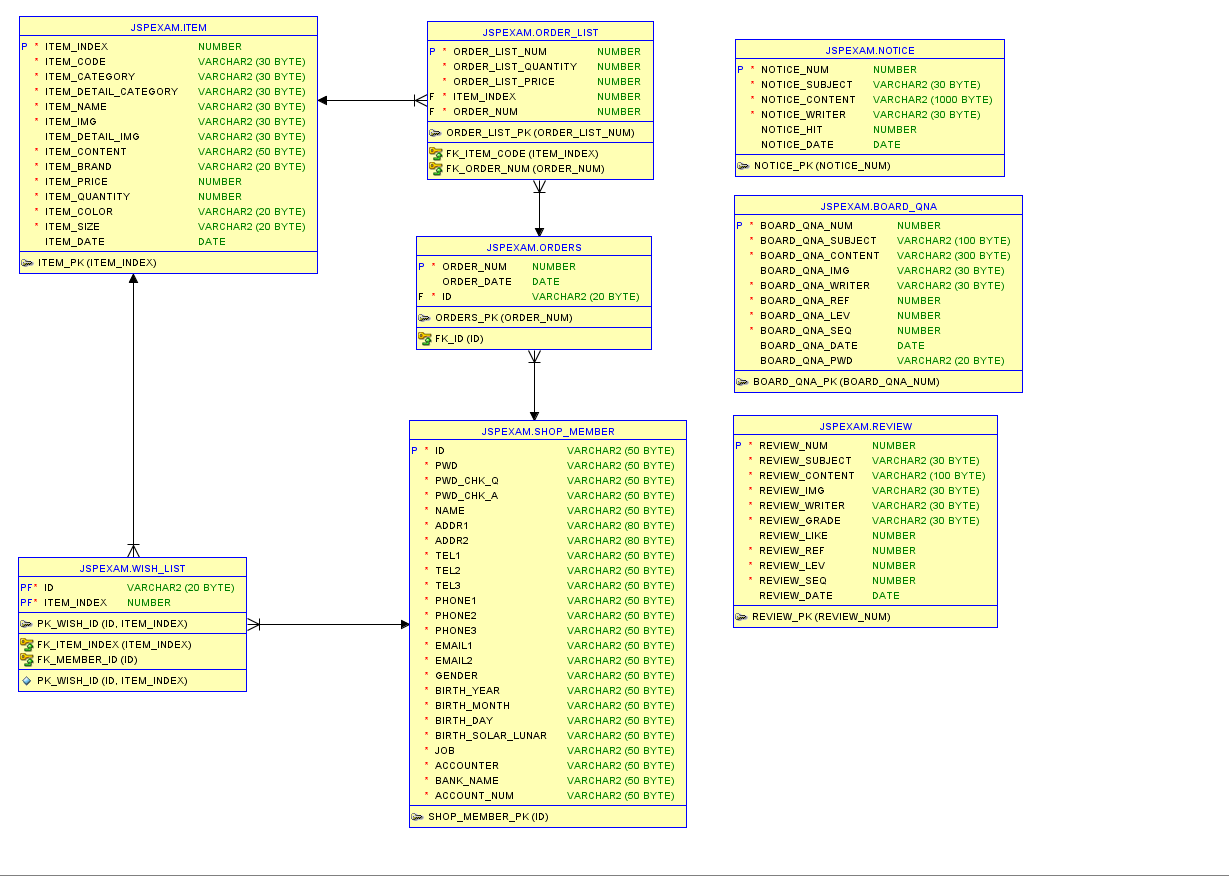 JSPEXAM.ITEM
P * ITEM_INDEX NUMBER
* ITEM_CODE VARCHAR2 (30 BYTE)
* ITEM_CATEGORY VARCHAR2 (30 BYTE)
* ITEM_DETAIL_CATEGORY VARCHAR2 (30 BYTE)
* ITEM_NAME VARCHAR2 (30 BYTE)
* ITEM_IMG VARCHAR2 (30 BYTE)
ITEM_DETAIL_IMG VARCHAR2 (30 BYTE)
* ITEM_CONTENT VARCHAR2 (50 BYTE)
* ITEM_BRAND VARCHAR2 (20 BYTE)
* ITEM_PRICE NUMBER
* ITEM_QUANTITY NUMBER
* ITEM_COLOR VARCHAR2 (20 BYTE)
* ITEM_SIZE VARCHAR2 (20 BYTE)
ITEM_DATE DATE
ITEM_PK (ITEM_INDEX)
JSPEXAM.ORDER_LIST
P * ORDER_LIST_NUM NUMBER
* ORDER_LIST_QUANTITY NUMBER
* ORDER_LIST_PRICE NUMBER
F * ITEM_INDEX NUMBER
F * ORDER_NUM NUMBER
ORDER_LIST_PK (ORDER_LIST_NUM)
FK_ITEM_CODE (ITEM_INDEX)
FK_ORDER_NUM (ORDER_NUM)
JSPEXAM.NOTICE
P * NOTICE_NUM NUMBER
* NOTICE_SUBJECT VARCHAR2 (30 BYTE)
* NOTICE_CONTENT VARCHAR2 (1000 BYTE)
* NOTICE_WRITER VARCHAR2 (30 BYTE)
NOTICE_HIT NUMBER
NOTICE_DATE DATE
NOTICE_PK (NOTICE_NUM)
JSPEXAM.BOARD_QNA
P * BOARD_QNA_NUM NUMBER
* BOARD_QNA_SUBJECT VARCHAR2 (100 BYTE)
* BOARD_QNA_CONTENT VARCHAR2 (300 BYTE)
BOARD_QNA_IMG VARCHAR2 (30 BYTE)
* BOARD_QNA_WRITER VARCHAR2 (30 BYTE)
* BOARD_QNA_REF NUMBER
* BOARD_QNA_LEV NUMBER
* BOARD_QNA_SEQ NUMBER
BOARD_QNA_DATE DATE
BOARD_QNA_PWD VARCHAR2 (20 BYTE)
BOARD_QNA_PK (BOARD_QNA_NUM)
JSPEXAM.ORDERS
P * ORDER_NUM NUMBER
ORDER_DATE DATE
F * ID VARCHAR2 (20 BYTE)
ORDERS_PK (ORDER_NUM)
FK_ID (ID)
JSPEXAM.SHOP_MEMBER
P * ID VARCHAR2 (50 BYTE)
* PWD VARCHAR2 (50 BYTE)
* PWD_CHK_Q VARCHAR2 (50 BYTE)
* PWD_CHK_A VARCHAR2 (50 BYTE)
* NAME VARCHAR2 (50 BYTE)
* ADDR1 VARCHAR2 (80 BYTE)
* ADDR2 VARCHAR2 (80 BYTE)
* TEL1 VARCHAR2 (50 BYTE)
* TEL2 VARCHAR2 (50 BYTE)
* TEL3 VARCHAR2 (50 BYTE)
* PHONE1 VARCHAR2 (50 BYTE)
* PHONE2 VARCHAR2 (50 BYTE)
* PHONE3 VARCHAR2 (50 BYTE)
* EMAIL1 VARCHAR2 (50 BYTE)
* EMAIL2 VARCHAR2 (50 BYTE)
* GENDER VARCHAR2 (50 BYTE)
* BIRTH_YEAR VARCHAR2 (50 BYTE)
* BIRTH_MONTH VARCHAR2 (50 BYTE)
* BIRTH_DAY VARCHAR2 (50 BYTE)
* BIRTH_SOLAR_LUNAR VARCHAR2 (50 BYTE)
* JOB VARCHAR2 (50 BYTE)
* ACCOUNTER VARCHAR2 (50 BYTE)
* BANK_NAME VARCHAR2 (50 BYTE)
* ACCOUNT_NUM VARCHAR2 (50 BYTE)
SHOP_MEMBER_PK (ID)
JSPEXAM.REVIEW
P * REVIEW_NUM NUMBER
* REVIEW_SUBJECT VARCHAR2 (30 BYTE)
* REVIEW_CONTENT VARCHAR2 (100 BYTE)
* REVIEW_IMG VARCHAR2 (30 BYTE)
* REVIEW_WRITER VARCHAR2 (30 BYTE)
* REVIEW_GRADE VARCHAR2 (30 BYTE)
REVIEW_LIKE NUMBER
* REVIEW_REF NUMBER
* REVIEW_LEV NUMBER
* REVIEW_SEQ NUMBER
REVIEW_DATE DATE
REVIEW_PK (REVIEW_NUM)
JSPEXAM.WISH_LIST
PF* ID VARCHAR2 (20 BYTE)
PF* ITEM_INDEX NUMBER
PK_WISH_ID (ID, ITEM_INDEX)
FK_ITEM_INDEX (ITEM_INDEX)
FK_MEMBER_ID (ID)
PK_WISH_ID (ID, ITEM_INDEX)